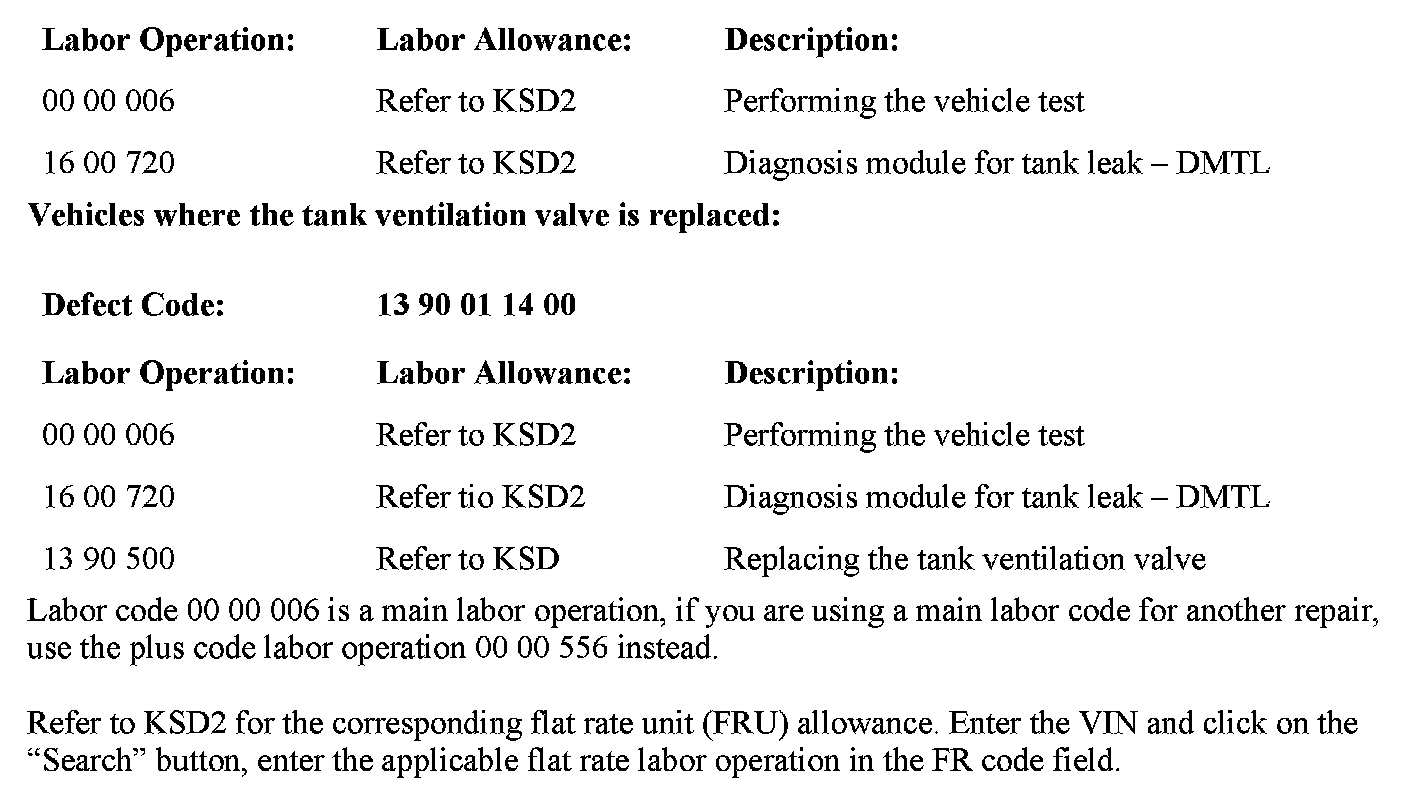 Labor Operation: Labor Allowance: Description:
00 00 006 Refer to KSD2 Performing the vehicle test
16 00 720 Refer to KSD2 Diagnosis module for tank leak – DMTL
Vehicles where the tank ventilation valve is replaced:
Defect Code: 13 90 01 14 00
Labor Operation: Labor Allowance: Description:
00 00 006 Refer to KSD2 Performing the vehicle test
16 00 720 Refer tio KSD2 Diagnosis module for tank leak – DMTL
13 90 500 Refer to KSD Replacing the tank ventilation valve
Labor code 00 00 006 is a main labor operation, if you are using a main labor code for another repair,
use the plus code labor operation 00 00 556 instead.
Refer to KSD2 for the corresponding flat rate unit (FRU) allowance. Enter the VIN and click on the
“Search” button, enter the applicable flat rate labor operation in the FR code field.